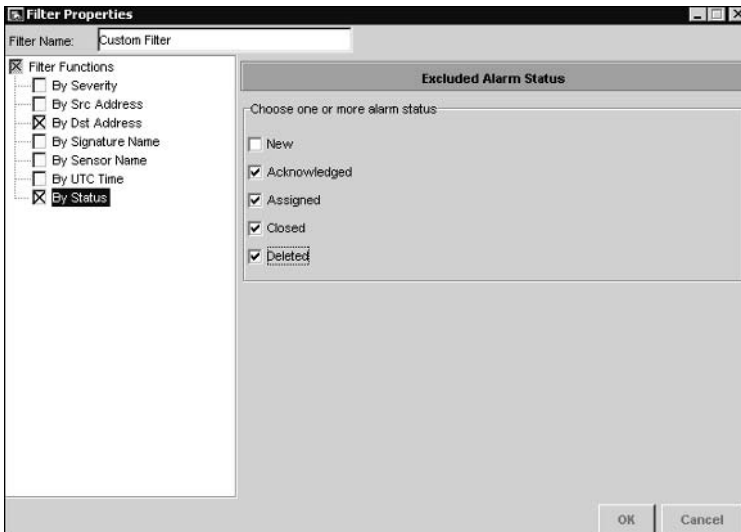 Filter Properties
Filter Name: Custom Filter
Filter Functions
By Severity
By Src Address
By Dst Address
By Signature Name
By Sensor Name
By UTC Time
By Status
Excluded Alarm Status
Choose one or more alarm status
New
Acknowledged
Assigned
Closed
Deleted
OK Cancel